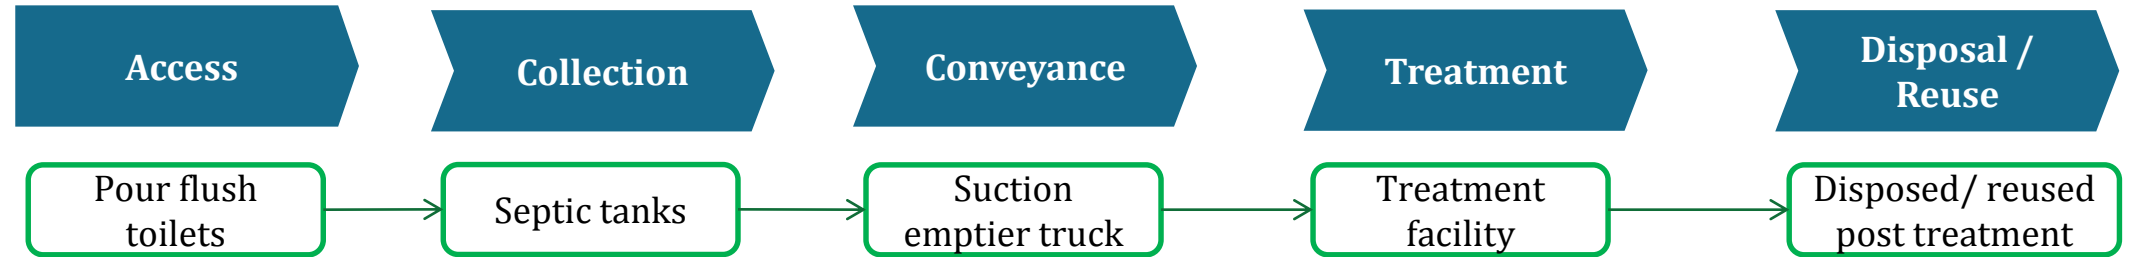 Access
Collection
Conveyance
Treatment
Disposal /
Reuse
Pour flush
toilets
Septic tanks
Suction
emptier truck
Treatment
facility
Disposed/ reused
post treatment